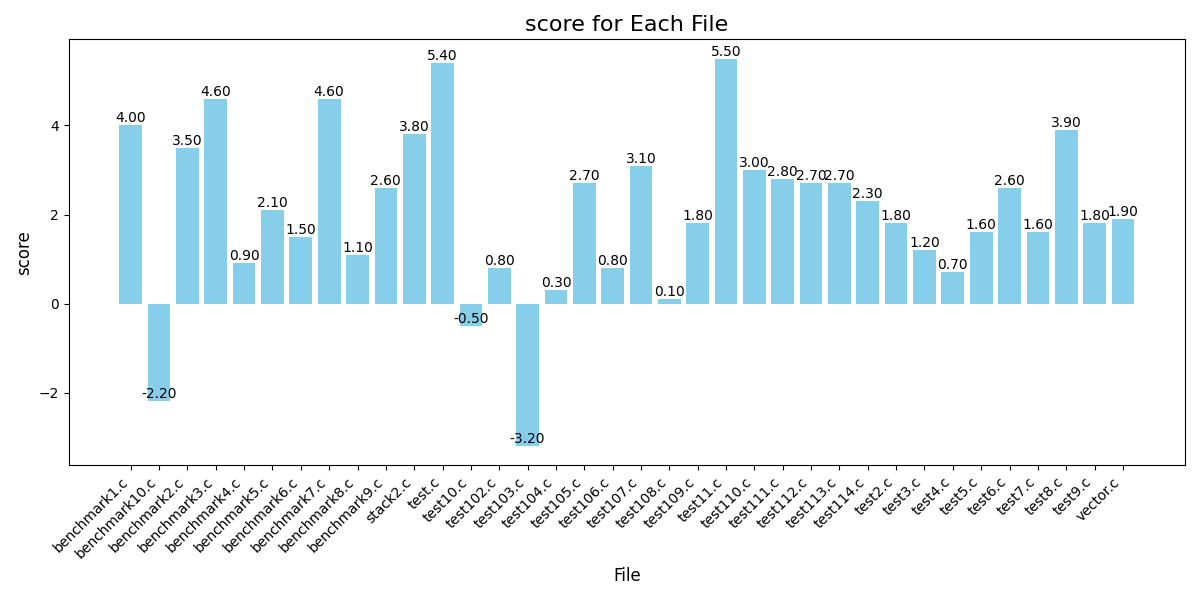 score for Each File
score
4
2
0
−2
4.00
-2.20
3.50
4.60
0.90
2.10
1.50
4.60
1.10
2.60
3.80
5.40
-0.50
0.80
-3.20
0.30
2.70
0.80
3.10
0.10
1.80
5.50
3.00
2.80
2.70
2.70
2.30
1.80
1.20
0.70
1.60
2.60
1.60
3.90
1.80
1.90
benchmark1.c
benchmark10.c
benchmark2.c
benchmark3.c
benchmark4.c
benchmark5.c
benchmark6.c
benchmark7.c
benchmark8.c
benchmark9.c
stack2.c
test.c
test10.c
test102.c
test103.c
test104.c
test105.c
test106.c
test107.c
test108.c
test109.c
test11.c
test110.c
test111.c
test112.c
test113.c
test114.c
test2.c
test3.c
test4.c
test5.c
test6.c
test7.c
test8.c
test9.c
vector.c
File